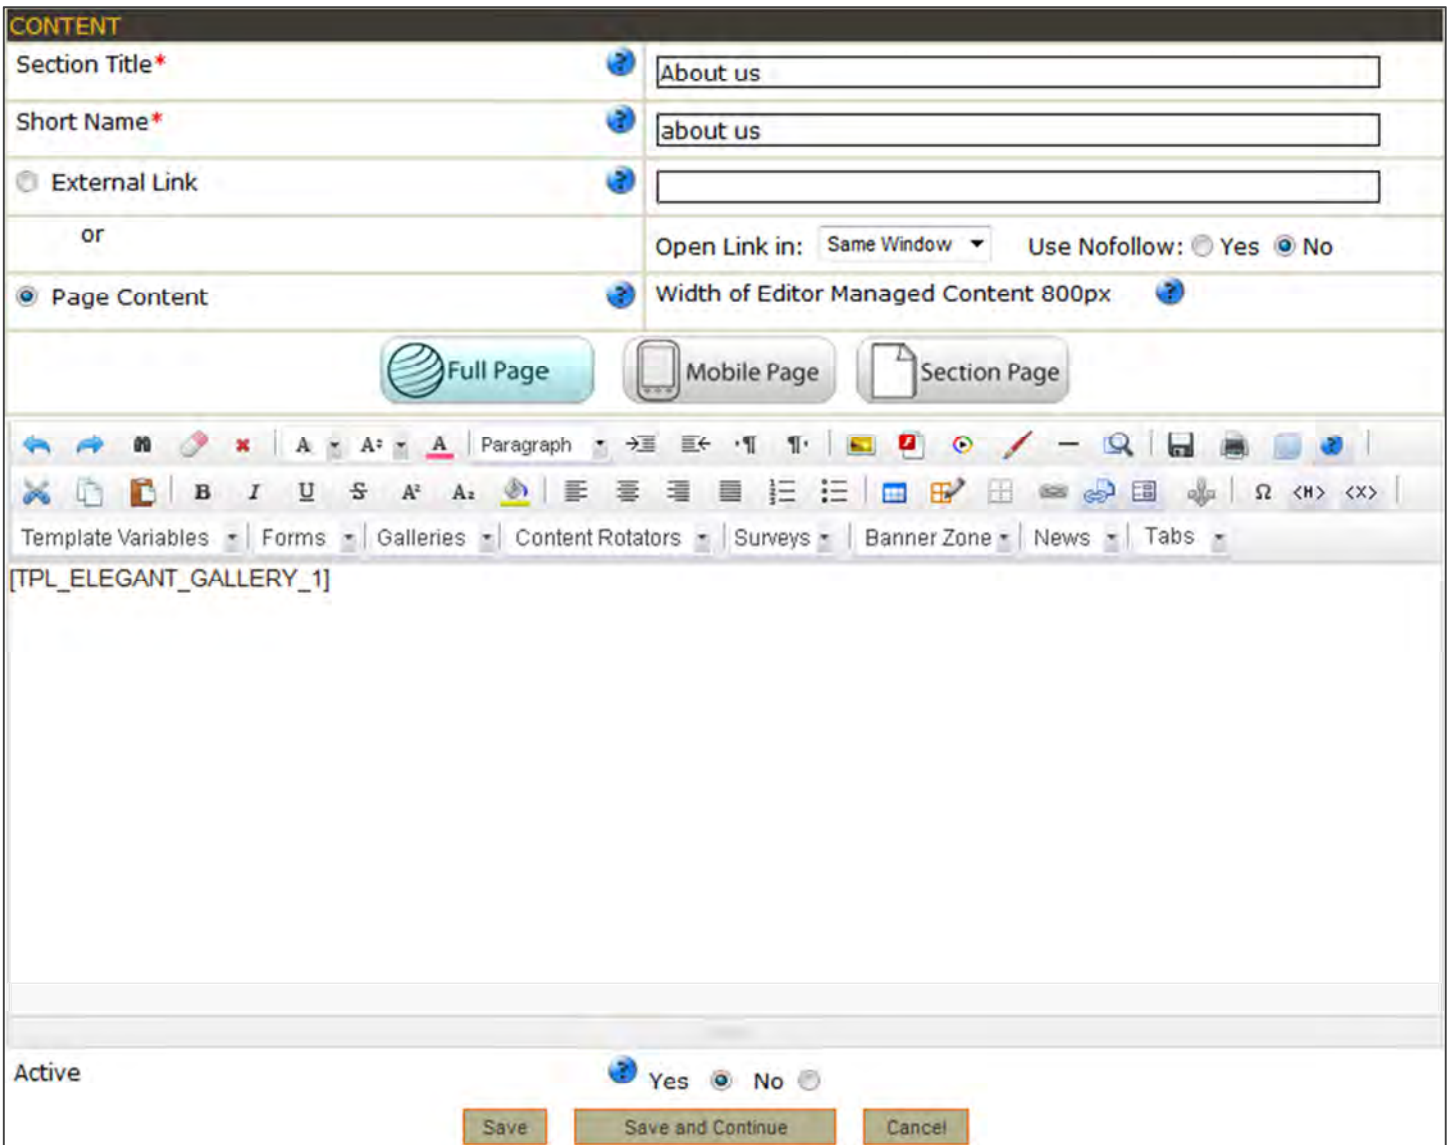 CONTENT
Section Title*
About us
Short Name*
about us
External Link
or
Open Link in: Same Window Use Nofollow: Yes No
Page Content
Width of Editor Managed Content 800px
Full Page Mobile Page Section Page
A A A Paragraph
B I U S A² A₂ Ω <H> <X>
Template Variables Forms Galleries Content Rotators Surveys Banner Zone News Tabs
[TPL_ELEGANT_GALLERY_1]
Active
Yes No
Save Save and Continue Cancel